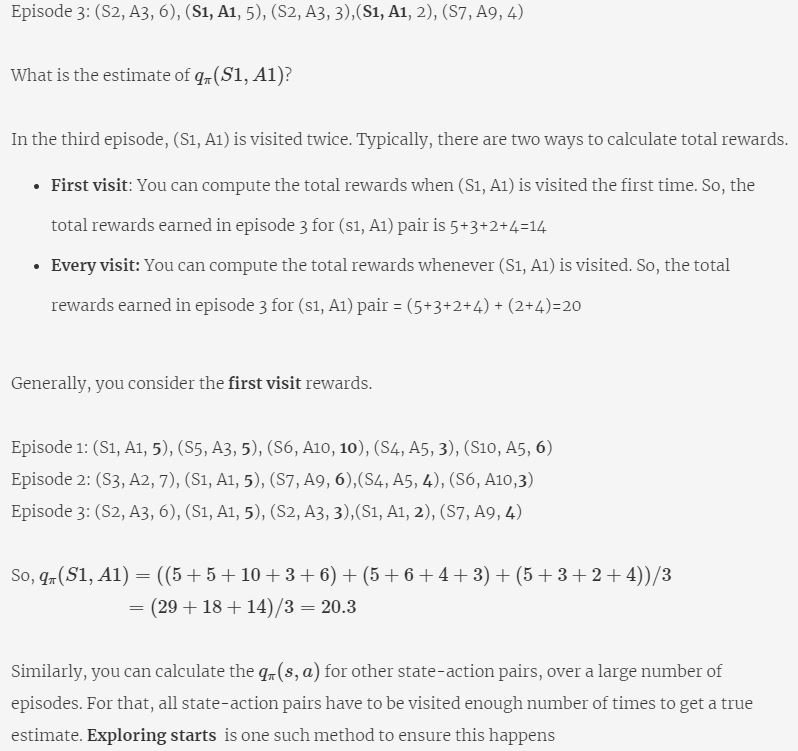 Episode 3: (S2, A3, 6), (S1, A1, 5), (S2, A3, 3),(S1, A1, 2), (S7, A9, 4)
What is the estimate of qπ(S1, A1)?
In the third episode, (S1, A1) is visited twice. Typically, there are two ways to calculate total rewards.
• First visit: You can compute the total rewards when (S1, A1) is visited the first time. So, the
total rewards earned in episode 3 for (s1, A1) pair is 5+3+2+4=14
• Every visit: You can compute the total rewards whenever (S1, A1) is visited. So, the total
rewards earned in episode 3 for (s1, A1) pair = (5+3+2+4) + (2+4)=20
Generally, you consider the first visit rewards.
Episode 1: (S1, A1, 5), (S5, A3, 5), (S6, A10, 10), (S4, A5, 3), (S10, A5, 6)
Episode 2: (S3, A2, 7), (S1, A1, 5), (S7, A9, 6),(S4, A5, 4), (S6, A10,3)
Episode 3: (S2, A3, 6), (S1, A1, 5), (S2, A3, 3),(S1, A1, 2), (S7, A9, 4)
So, qπ(S1, A1) = ((5 + 5 + 10 + 3 + 6) + (5 + 6 + 4 + 3) + (5 + 3 + 2 + 4))/3
= (29 + 18 + 14)/3 = 20.3
Similarly, you can calculate the qπ(s, a) for other state-action pairs, over a large number of
episodes. For that, all state-action pairs have to be visited enough number of times to get a true
estimate. Exploring starts is one such method to ensure this happens